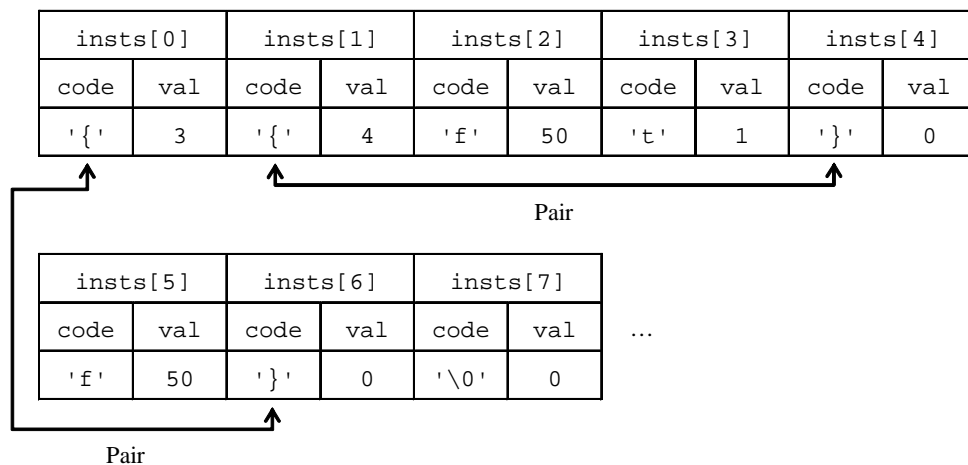 insts[0] insts[1] insts[2] insts[3] insts[4]
code val code val code val code val code val
'{' 3 '{' 4 'f' 50 't' 1 '}' 0
Pair
insts[5] insts[6] insts[7]
code val code val code val ...
'f' 50 '}' 0 '\0' 0
Pair